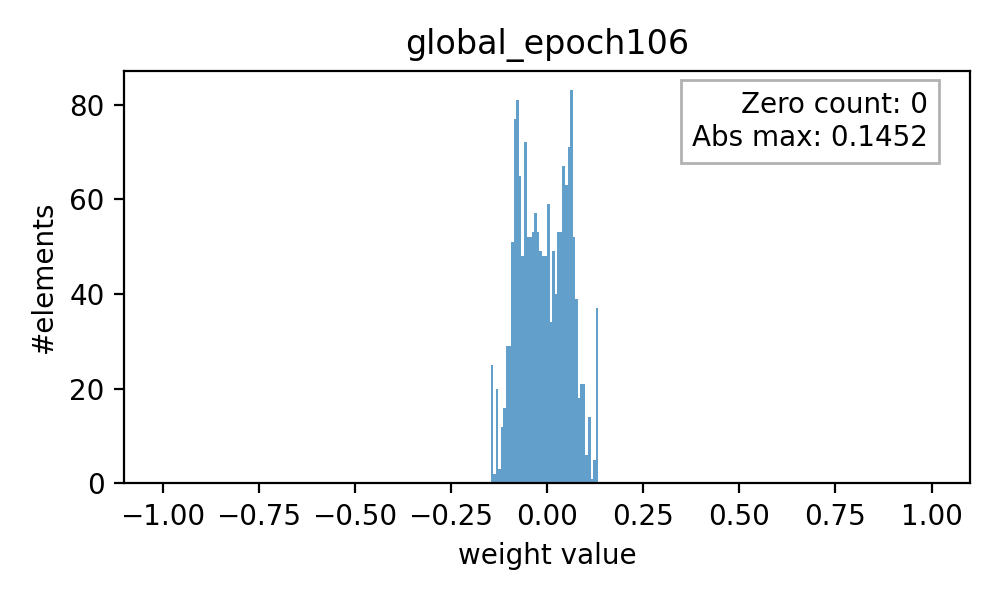 global_epoch106
Zero count: 0
Abs max: 0.1452
80
60
40
20
0
#elements
−1.00 −0.75 −0.50 −0.25 0.00 0.25 0.50 0.75 1.00
weight value